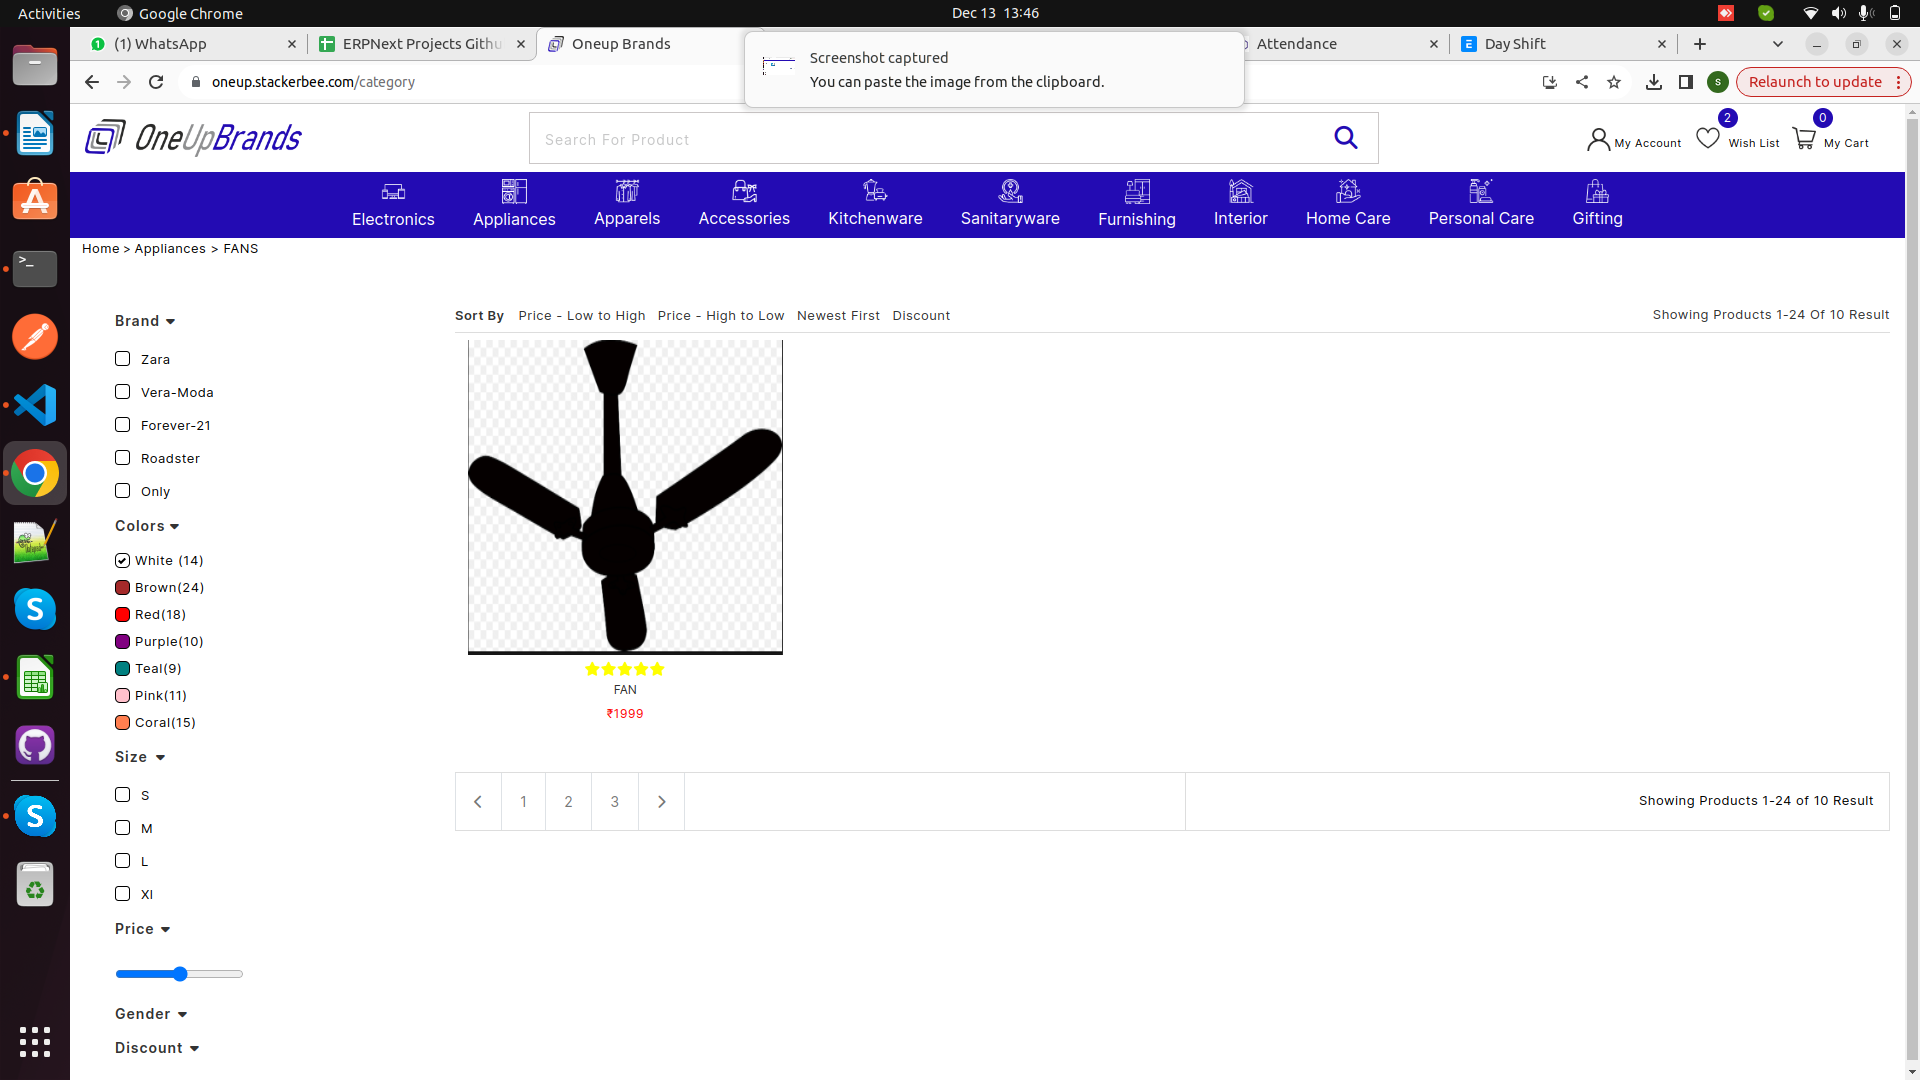 Activities
Google Chrome
Dec 13 13:46
(1) WhatsApp
ERPNext Projects Githu
Oneup Brands
Attendance
Day Shift
Screenshot captured
You can paste the image from the clipboard.
oneup.stackerbee.com/category
S
Relaunch to update
OneUpBrands
Search For Product
My Account
2
Wish List
0
My Cart
Electronics
Appliances
Apparels
Accessories
Kitchenware
Sanitaryware
Furnishing
Interior
Home Care
Personal Care
Gifting
Home > Appliances > FANS
Brand
Zara
Vera-Moda
Forever-21
Roadster
Only
Colors
White (14)
Brown(24)
Red(18)
Purple(10)
Teal(9)
Pink(11)
Coral(15)
Size
S
M
L
Xl
Price
Gender
Discount
Sort By Price - Low to High Price - High to Low Newest First Discount
Showing Products 1-24 Of 10 Result
FAN
₹1999
1 2 3
Showing Products 1-24 of 10 Result